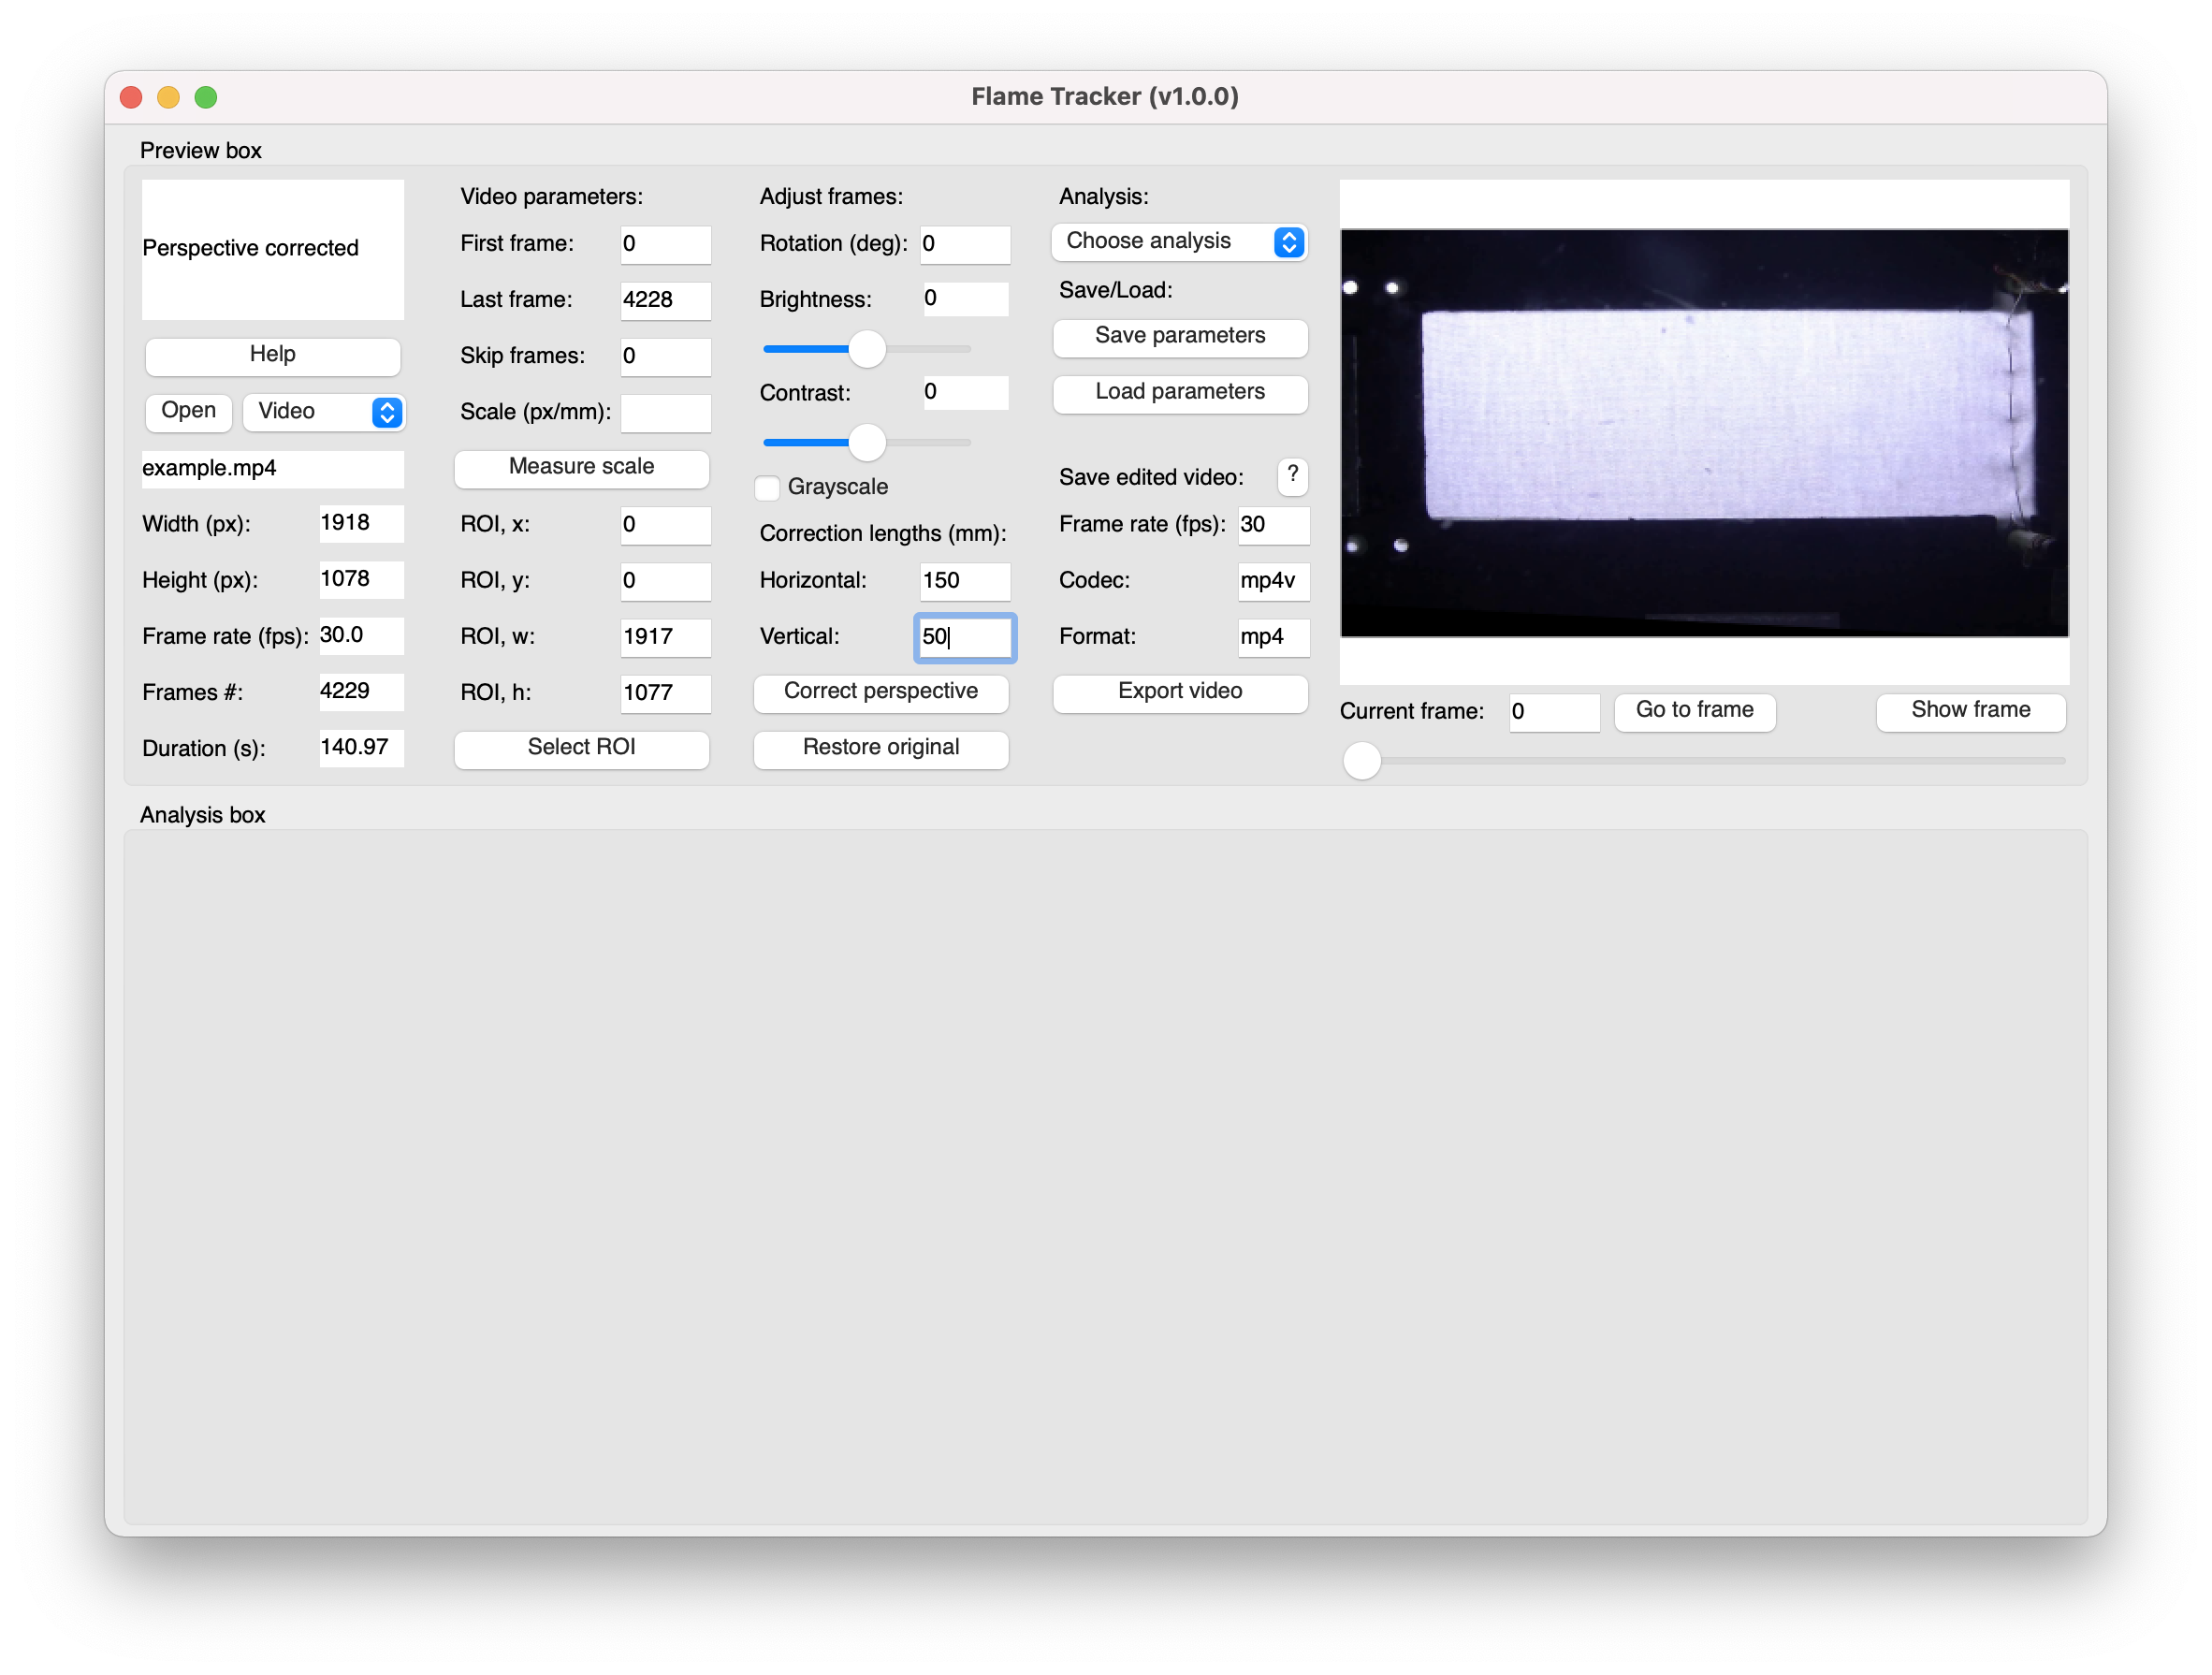 Flame Tracker (v1.0.0)
Preview box
Perspective corrected
Help
Open
Video
example.mp4
Width (px): 1918
Height (px): 1078
Frame rate (fps): 30.0
Frames #: 4229
Duration (s): 140.97
Video parameters:
First frame: 0
Last frame: 4228
Skip frames: 0
Scale (px/mm):
Measure scale
ROI, x: 0
ROI, y: 0
ROI, w: 1917
ROI, h: 1077
Select ROI
Adjust frames:
Rotation (deg): 0
Brightness: 0
Contrast: 0
Grayscale
Correction lengths (mm):
Horizontal: 150
Vertical: 50
Correct perspective
Restore original
Analysis:
Choose analysis
Save/Load:
Save parameters
Load parameters
Save edited video: ?
Frame rate (fps): 30
Codec: mp4v
Format: mp4
Export video
Current frame: 0
Go to frame
Show frame
Analysis box